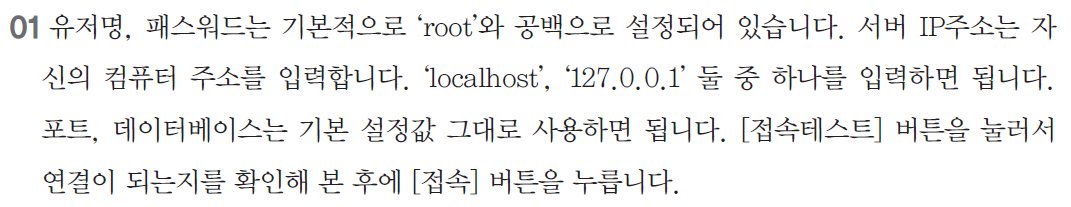 01 유저명, 패스워드는 기본적으로 ‘root’와 공백으로 설정되어 있습니다. 서버 IP주소는 자
신의 컴퓨터 주소를 입력합니다. ‘localhost’, ‘127.0.0.1’ 둘 중 하나를 입력하면 됩니다.
포트, 데이터베이스는 기본 설정값 그대로 사용하면 됩니다. [접속테스트] 버튼을 눌러서
연결이 되는지를 확인해 본 후에 [접속] 버튼을 누릅니다.